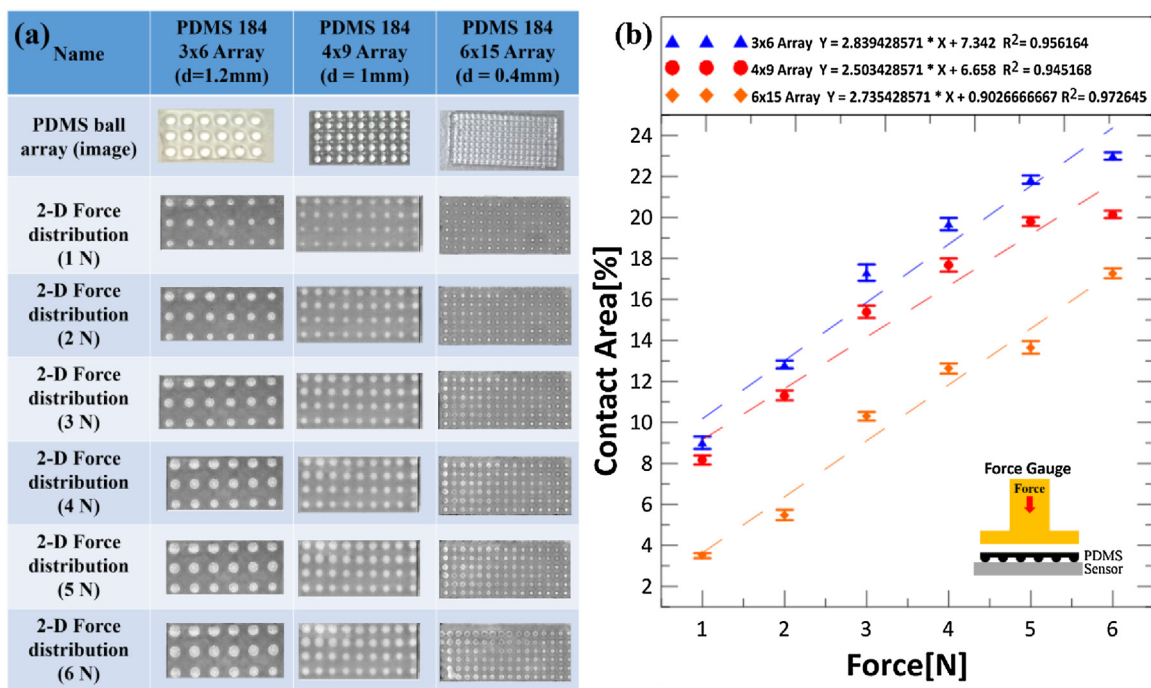 (a)
Name
PDMS 184
3x6 Array
(d=1.2mm)
PDMS 184
4x9 Array
(d = 1mm)
PDMS 184
6x15 Array
(d = 0.4mm)
PDMS ball
array (image)
2-D Force
distribution
(1 N)
2-D Force
distribution
(2 N)
2-D Force
distribution
(3 N)
2-D Force
distribution
(4 N)
2-D Force
distribution
(5 N)
2-D Force
distribution
(6 N)
(b)
3x6 Array Y = 2.839428571 * X + 7.342 R2= 0.956164
4x9 Array Y = 2.503428571 * X + 6.658 R2 = 0.945168
6x15 Array Y = 2.735428571 * X + 0.9026666667 R2= 0.972645
Contact Area[%]
24
22
20
18
16
14
12
10
8
6
4
2
Force Gauge
Force
PDMS
Sensor
1 2 3 4 5 6
Force[N]